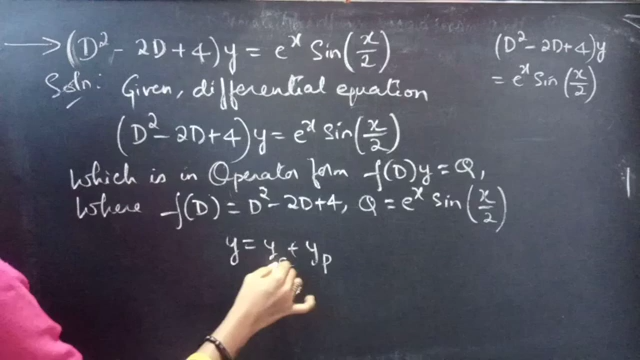 → (D² - 2D + 4) y = eˣ Sin(x/2)
Soln: Given, differential equation
(D² - 2D + 4) y = eˣ Sin(x/2)
Which is in Operator form f(D)y = Q,
Where f(D) = D² - 2D + 4, Q = eˣ Sin(x/2)
y = y + yₚ
(D² - 2D + 4) y
= eˣ Sin(x/2)